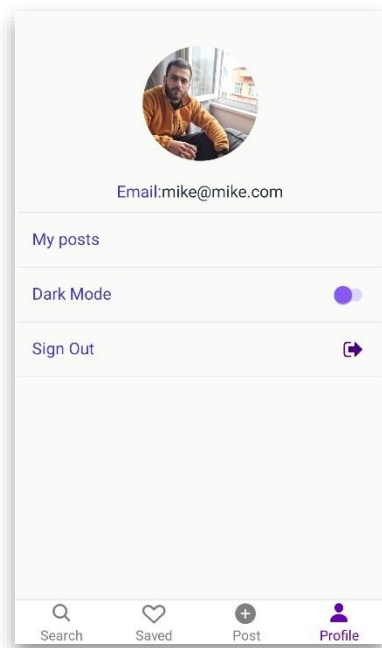 Email:mike@mike.com
My posts
Dark Mode
Sign Out
Search Saved Post Profile